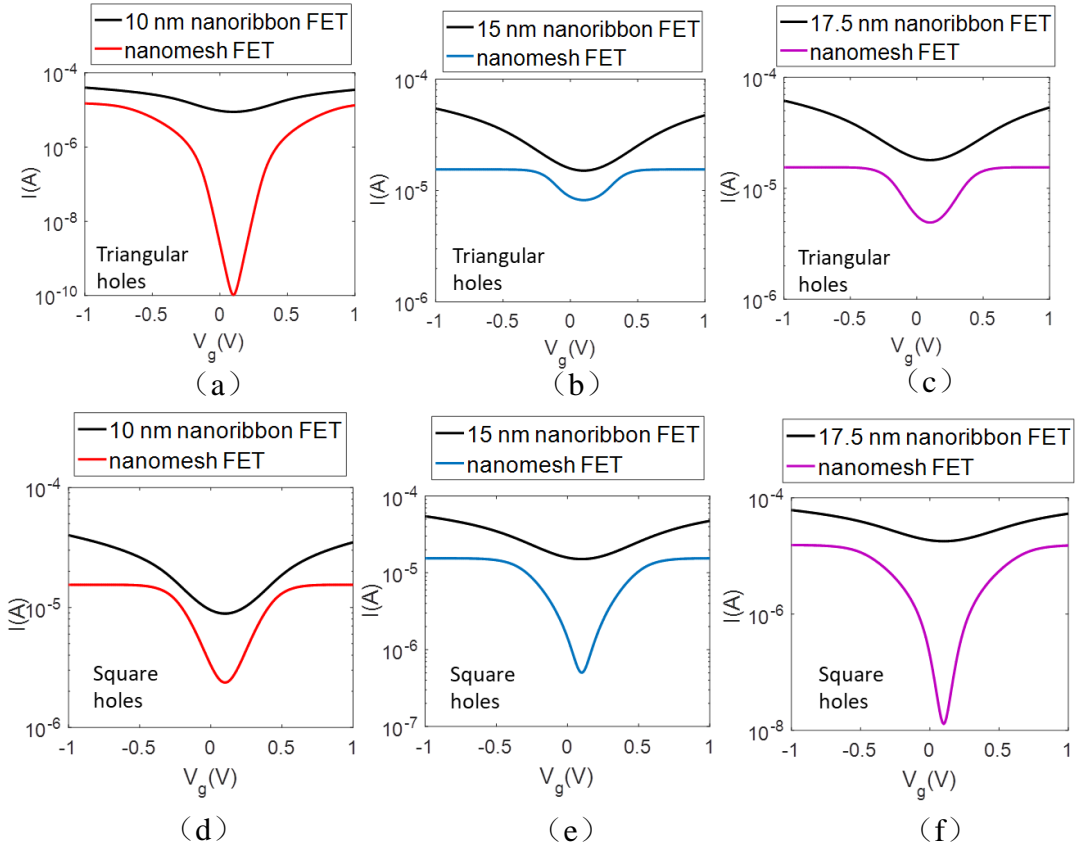 10 nm nanoribbon FET
nanomesh FET
15 nm nanoribbon FET
nanomesh FET
17.5 nm nanoribbon FET
nanomesh FET
10-4
10-6
10-8
10-10
I(A)
Triangular
holes
-1
-0.5
0
0.5
1
Vg(V)
(a)
10-4
10-5
10-6
I(A)
Triangular
holes
-1
-0.5
0
0.5
1
Vg(V)
(b)
10-4
10-5
10-6
I(A)
Triangular
holes
-1
-0.5
0
0.5
1
Vg(V)
(c)
10 nm nanoribbon FET
nanomesh FET
15 nm nanoribbon FET
nanomesh FET
17.5 nm nanoribbon FET
nanomesh FET
10-4
10-5
10-6
I(A)
Square
holes
-1
-0.5
0
0.5
1
Vg(V)
(d)
10-4
10-5
10-6
10-7
I(A)
Square
holes
-1
-0.5
0
0.5
1
Vg(V)
(e)
10-4
10-6
10-8
I(A)
Square
holes
-1
-0.5
0
0.5
1
Vg(V)
(f)